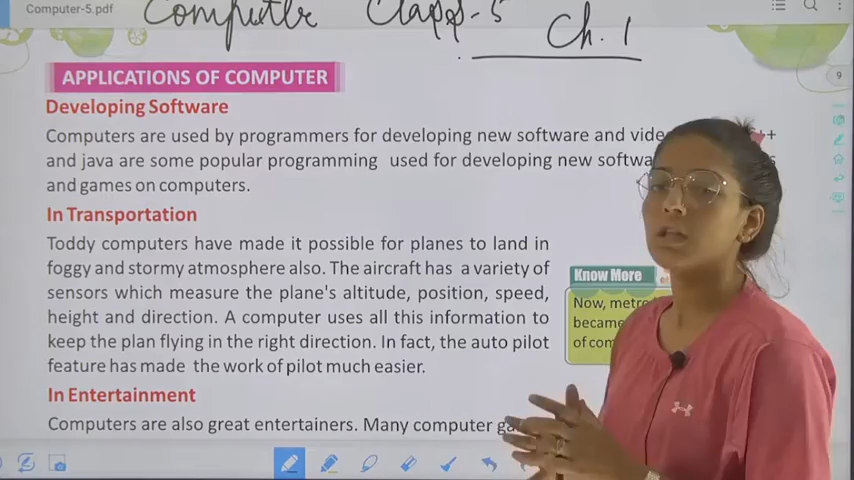 Computer-5.pdf
Computer Class-5
Ch. 1
9
APPLICATIONS OF COMPUTER
Developing Software
Computers are used by programmers for developing new software and vide
++
and java are some popular programming used for developing new softwa
and games on computers.
In Transportation
Toddy computers have made it possible for planes to land in
foggy and stormy atmosphere also. The aircraft has a variety of
sensors which measure the plane's altitude, position, speed,
height and direction. A computer uses all this information to
keep the plan flying in the right direction. In fact, the auto pilot
feature has made the work of pilot much easier.
Know More
Now, metro
became
of com
In Entertainment
Computers are also great entertainers. Many computer ga